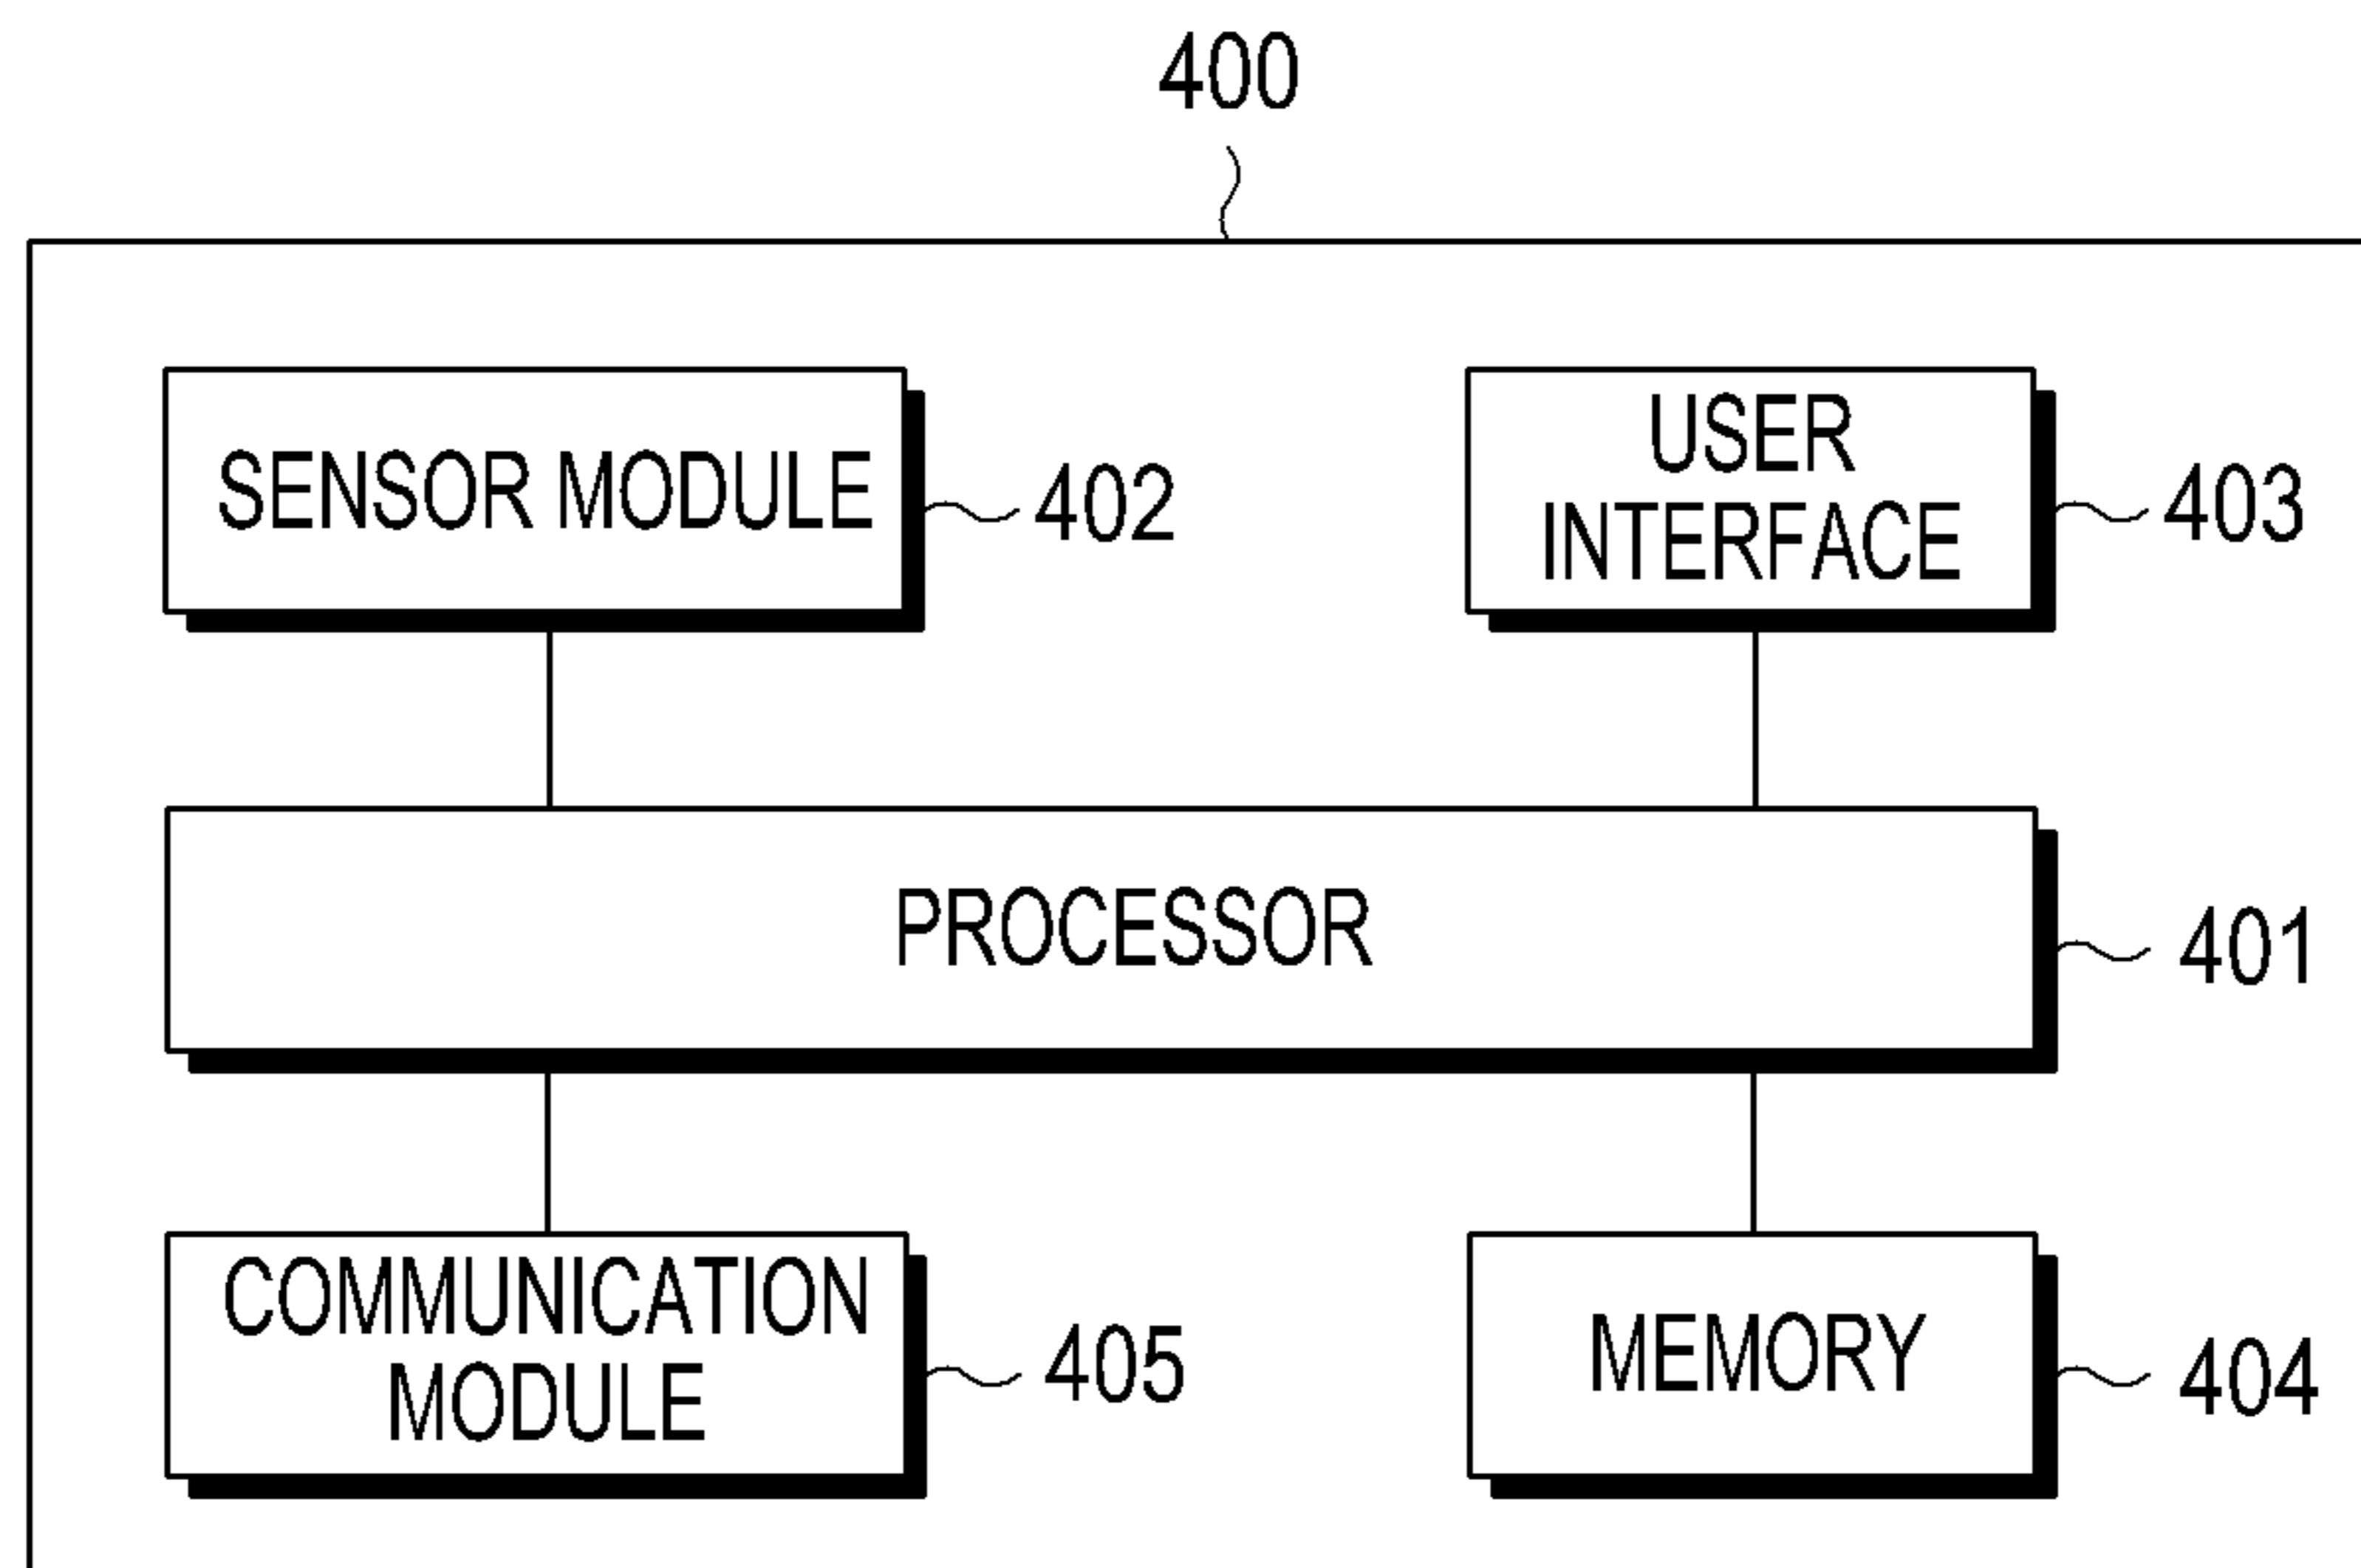 400
SENSOR MODULE
402
USER
INTERFACE
403
PROCESSOR
401
COMMUNICATION
MODULE
405
MEMORY
404